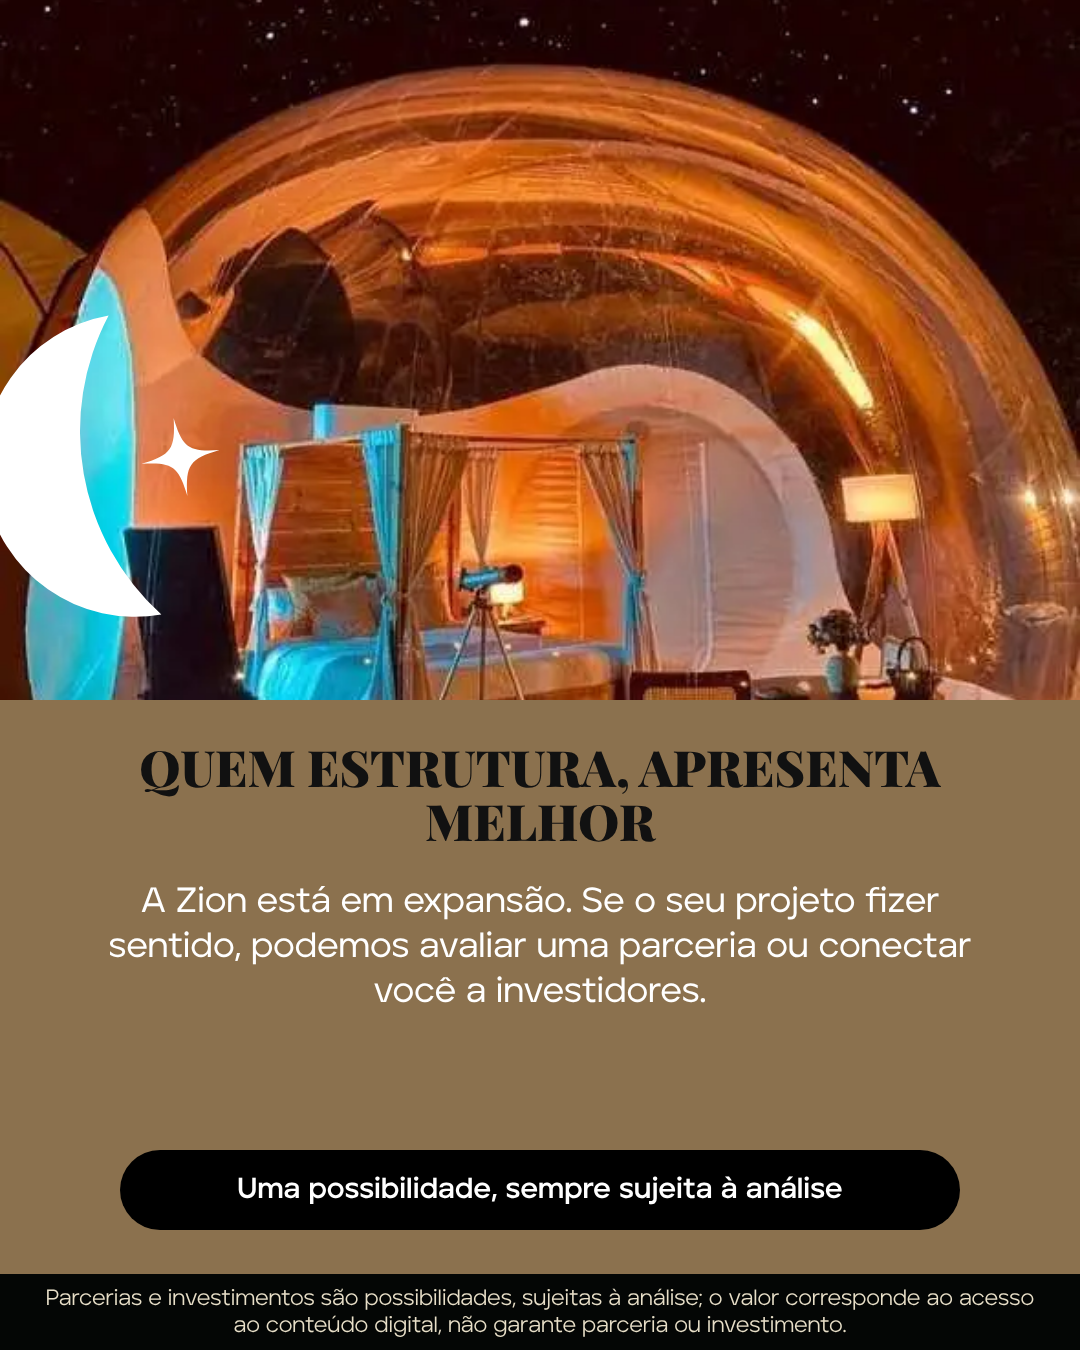 QUEM ESTRUTURA, APRESENTA
MELHOR
A Zion está em expansão. Se o seu projeto fizer
sentido, podemos avaliar uma parceria ou conectar
você a investidores.
Uma possibilidade, sempre sujeita à análise
Parcerias e investimentos são possibilidades, sujeitas à análise; o valor corresponde ao acesso
ao conteúdo digital, não garante parceria ou investimento.